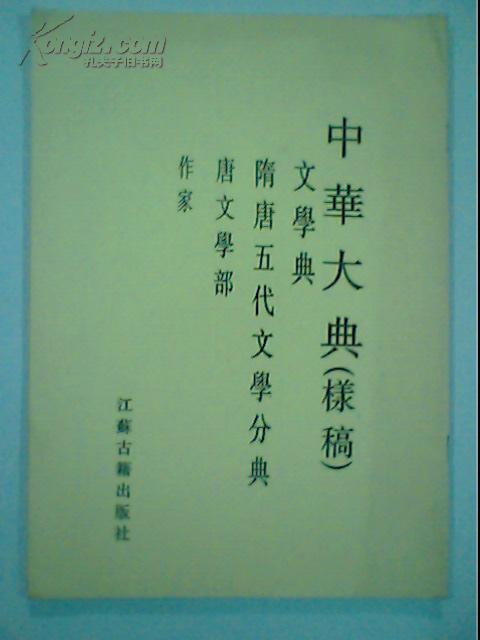 Kongfz.com
孔夫子旧书网
中華大典(樣稿)
文學典
隋唐五代文學分典
唐文學部
作家
江蘇古籍出版社